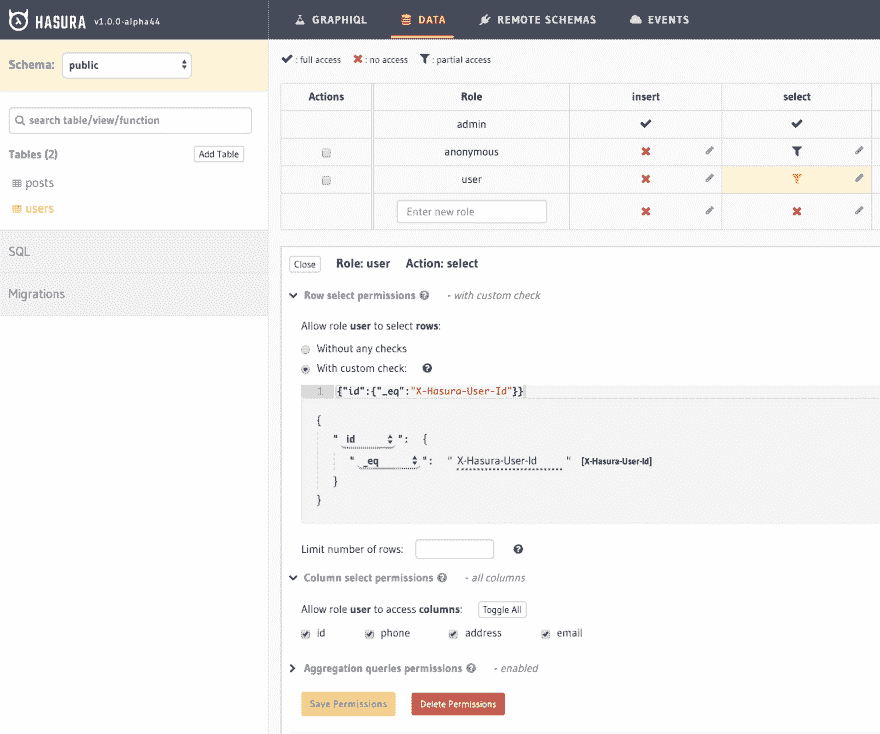 HASURA v1.0.0-alpha44 GRAPHIQL DATA REMOTE SCHEMAS EVENTS
Schema: public
: full access : no access : partial access
Actions Role insert select
admin
search table/view/function
anonymous
Tables (2) Add Table
user
posts
users
Enter new role
SQL
Close Role: user Action: select
Migrations
Row select permissions - with custom check
Allow role user to select rows:
Without any checks
With custom check:
1 {"id":{"_eq":"X-Hasura-User-Id"}}
{
" id ": {
" _eq ": " X-Hasura-User-Id " [X-Hasura-User-Id]
}
}
Limit number of rows:
Column select permissions - all columns
Allow role user to access columns: Toggle All
id phone address email
Aggregation queries permissions - enabled
Save Permissions Delete Permissions